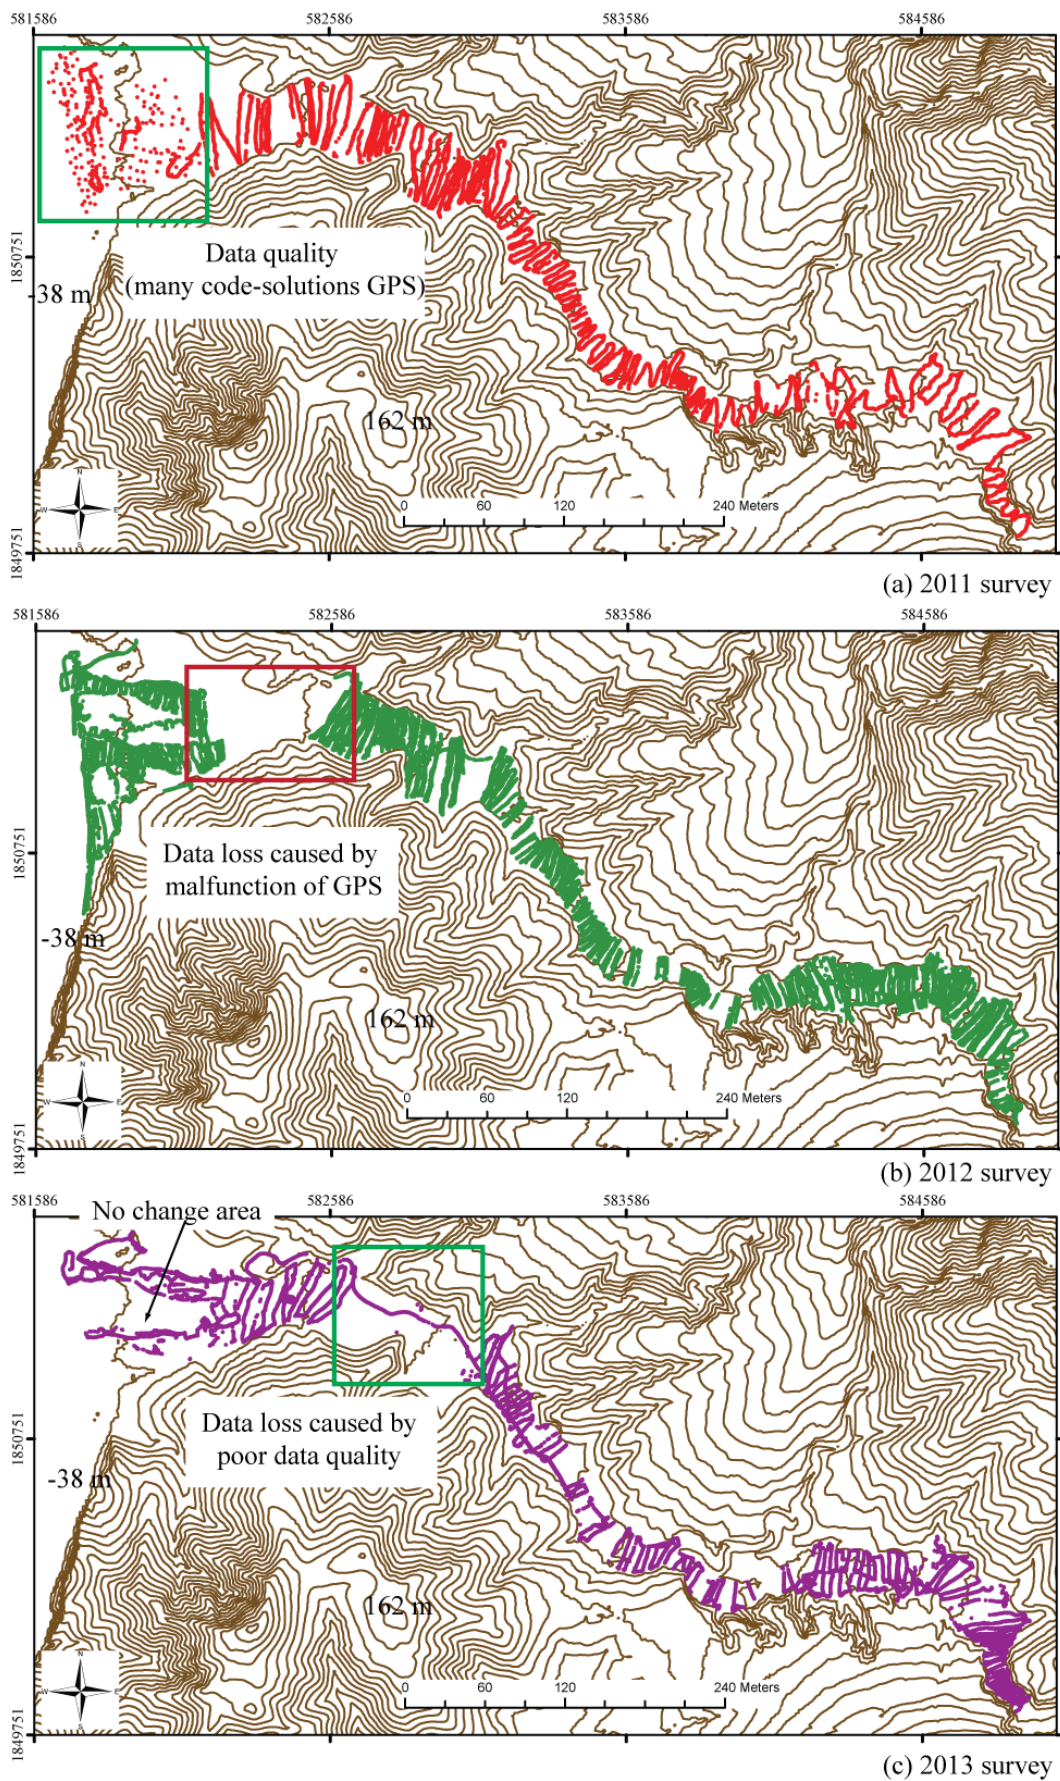 581586 582586 583586 584586
1850751
Data quality
(many code-solutions GPS)
-38 m
162 m
N
W E
S
0 60 120 240 Meters
1849751
(a) 2011 survey
581586 582586 583586 584586
1850751
Data loss caused by
malfunction of GPS
-38 m
162 m
N
W E
S
0 60 120 240 Meters
1849751
(b) 2012 survey
581586 582586 583586 584586
No change area
1850751
Data loss caused by
poor data quality
-38 m
162 m
N
W E
S
0 60 120 240 Meters
1849751
(c) 2013 survey